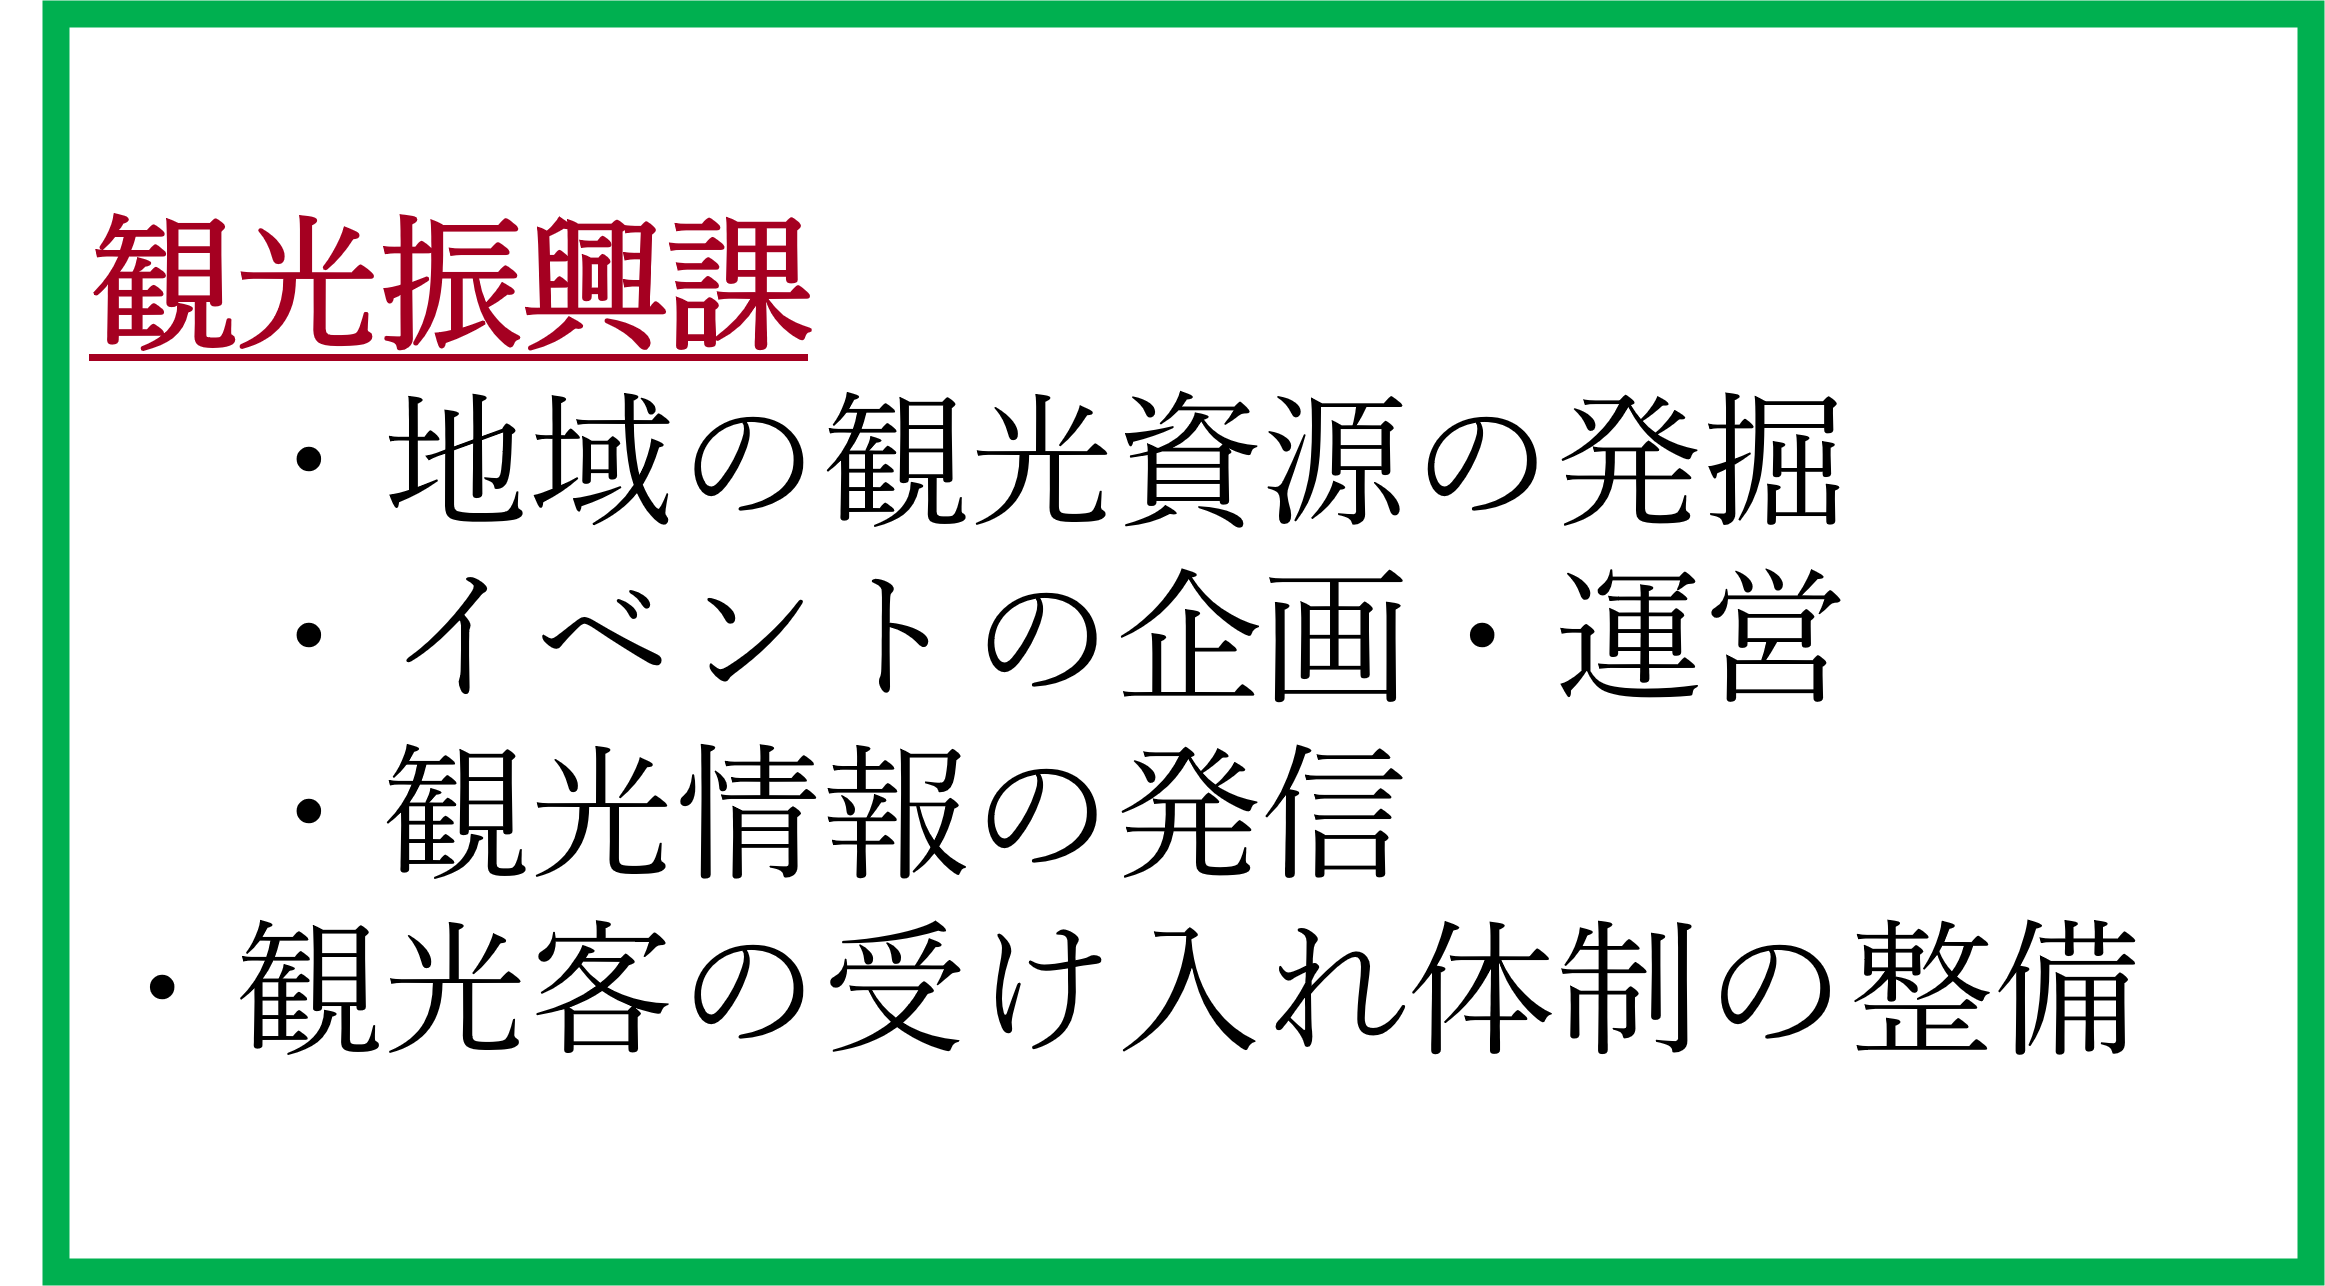 観光振興課
・地域の観光資源の発掘
・イベントの企画・運営
・観光情報の発信
・観光客の受け入れ体制の整備